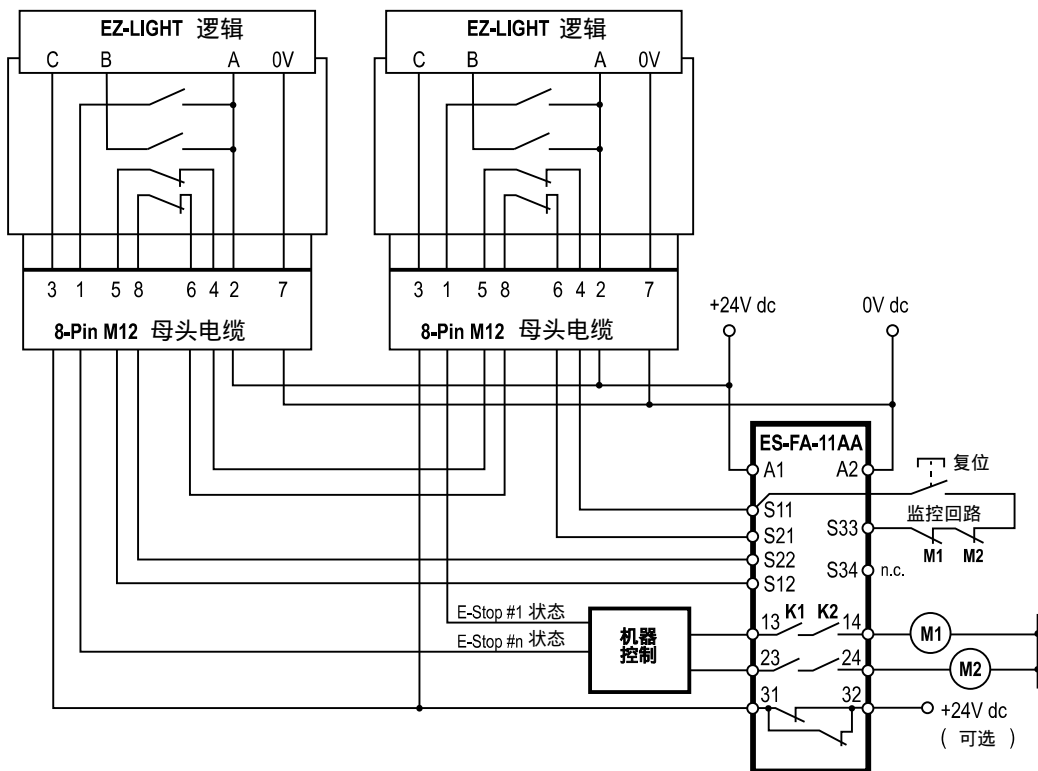 EZ-LIGHT 逻辑
C B A 0V
EZ-LIGHT 逻辑
C B A 0V
3 1 5 8 6 4 2 7
8-Pin M12 母头电缆
3 1 5 8 6 4 2 7
8-Pin M12 母头电缆
+24V dc
0V dc
ES-FA-11AA
A1 A2
复位
S11
监控回路
S21
S33
M1 M2
S22
S34 n.c.
S12
E-Stop #1 状态
E-Stop #n 状态
机器
控制
13 K1 K2 14
M1
23 24
M2
31 32
+24V dc
( 可选 )